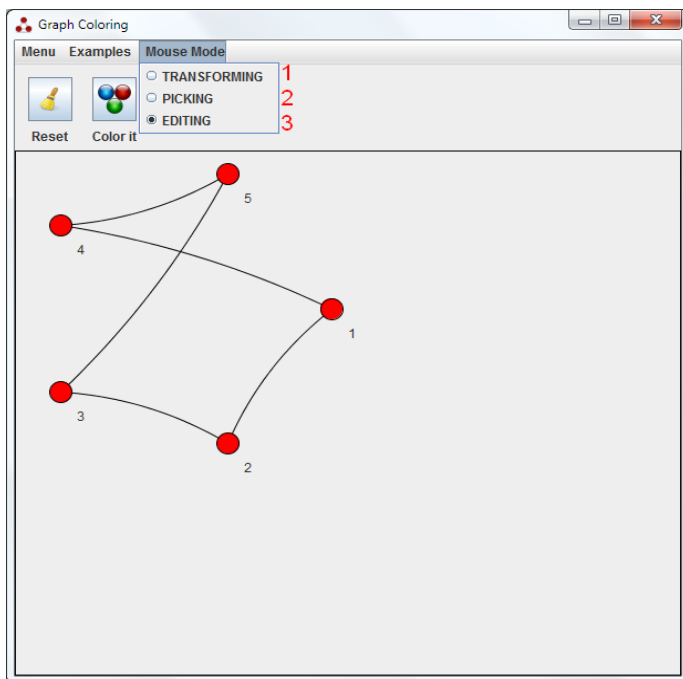 Graph Coloring
Menu Examples Mouse Mode
TRANSFORMING 1
PICKING 2
EDITING 3
Reset Color it
5
4
1
3
2